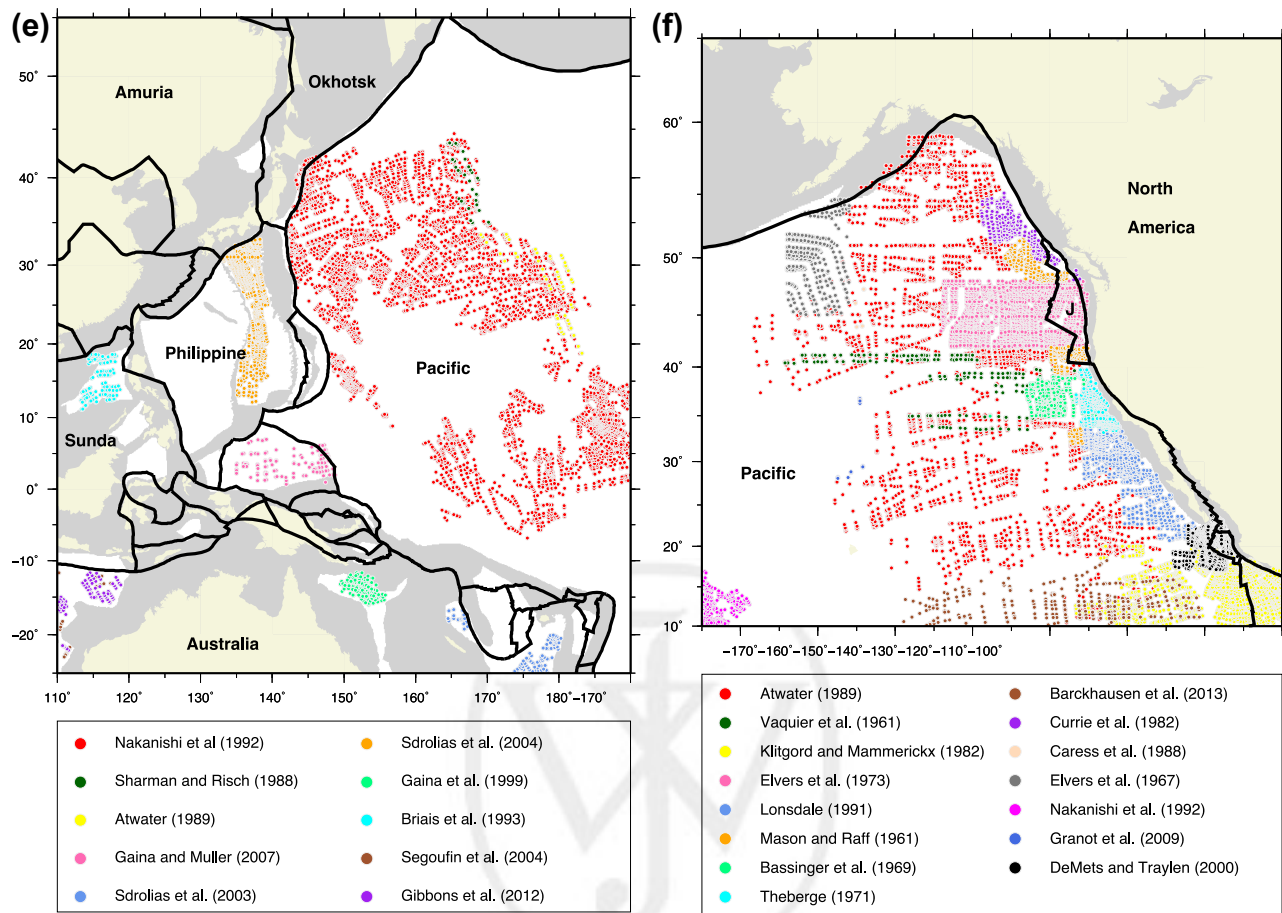 (e)
50˚
40˚
30˚
20˚
10˚
0˚
−5˚
−10˚
−20˚
110
120˚
130˚
140˚
150˚
160˚
170˚
180˚
−170˚
Amuria
Okhotsk
Philippine
Pacific
Sunda
Australia
Nakanishi et al (1992)
Sharman and Risch (1988)
Atwater (1989)
Gaina and Muller (2007)
Sdrolias et al. (2003)
Sdrolias et al. (2004)
Gaina et al. (1999)
Briais et al. (1993)
Segoufin et al. (2004)
Gibbons et al. (2012)
(f)
60˚
50˚
40˚
30˚
20˚
10˚
−170˚−160˚−150˚−140˚−130˚−120˚−110˚−100˚
North
America
J
Pacific
Atwater (1989)
Vaquier et al. (1961)
Klitgord and Mammerickx (1982)
Elvers et al. (1973)
Lonsdale (1991)
Mason and Raff (1961)
Bassinger et al. (1969)
Theberge (1971)
Barckhausen et al. (2013)
Currie et al. (1982)
Caress et al. (1988)
Elvers et al. (1967)
Nakanishi et al. (1992)
Granot et al. (2009)
DeMets and Traylen (2000)